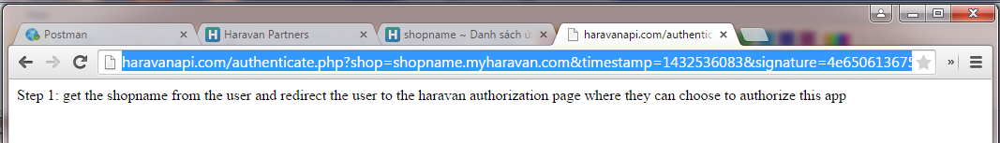 Postman
Haravan Partners
shopname ~ Danh sách ứ
haravanapi.com/authentic
haravanapi.com/authenticate.php?shop=shopname.myharavan.com&timestamp=1432536083&signature=4e650613675
Step 1: get the shopname from the user and redirect the user to the haravan authorization page where they can choose to authorize this app